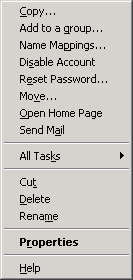 Copy...
Add to a group...
Name Mappings...
Disable Account
Reset Password...
Move...
Open Home Page
Send Mail
All Tasks
Cut
Delete
Rename
Properties
Help